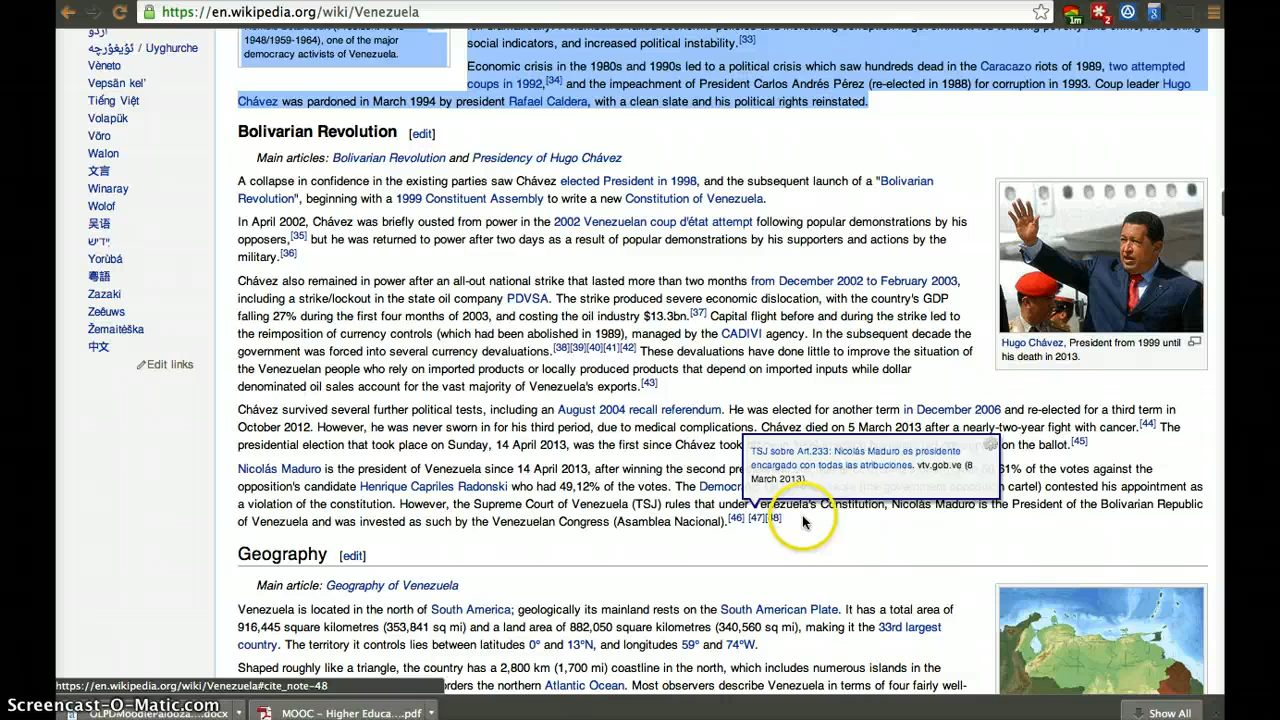 https://en.wikipedia.org/wiki/Venezuela
1m
2
اردو
ئۇيغۇرچە / Uyghurche
Vèneto
Vepsän kel'
Tiếng Việt
Volapük
Võro
Walon
文言
Winaray
Wolof
吴语
ייִדיש
Yorùbá
粵語
Zazaki
Zeêuws
Žemaitėška
中文
Edit links
1948/1959-1964), one of the major
democracy activists of Venezuela.
social indicators, and increased political instability.[33]
Economic crisis in the 1980s and 1990s led to a political crisis which saw hundreds dead in the Caracazo riots of 1989, two attempted
coups in 1992,[34] and the impeachment of President Carlos Andrés Pérez (re-elected in 1988) for corruption in 1993. Coup leader Hugo
Chávez was pardoned in March 1994 by president Rafael Caldera, with a clean slate and his political rights reinstated.
Bolivarian Revolution [edit]
Main articles: Bolivarian Revolution and Presidency of Hugo Chávez
A collapse in confidence in the existing parties saw Chávez elected President in 1998, and the subsequent launch of a "Bolivarian
Revolution", beginning with a 1999 Constituent Assembly to write a new Constitution of Venezuela.
In April 2002, Chávez was briefly ousted from power in the 2002 Venezuelan coup d'état attempt following popular demonstrations by his
opposers,[35] but he was returned to power after two days as a result of popular demonstrations by his supporters and actions by the
military.[36]
Chávez also remained in power after an all-out national strike that lasted more than two months from December 2002 to February 2003,
including a strike/lockout in the state oil company PDVSA. The strike produced severe economic dislocation, with the country's GDP
falling 27% during the first four months of 2003, and costing the oil industry $13.3bn.[37] Capital flight before and during the strike led to
the reimposition of currency controls (which had been abolished in 1989), managed by the CADIVI agency. In the subsequent decade the
government was forced into several currency devaluations.[38][39][40][41][42] These devaluations have done little to improve the situation of
the Venezuelan people who rely on imported products or locally produced products that depend on imported inputs while dollar
denominated oil sales account for the vast majority of Venezuela's exports.[43]
Hugo Chávez, President from 1999 until
his death in 2013.
Chávez survived several further political tests, including an August 2004 recall referendum. He was elected for another term in December 2006 and re-elected for a third term in
October 2012. However, he was never sworn in for his third period, due to medical complications. Chávez died on 5 March 2013 after a nearly-two-year fight with cancer.[44] The
presidential election that took place on Sunday, 14 April 2013, was the first since Chávez took on the ballot.[45]
TSJ sobre Art.233: Nicolás Maduro es presidente
encargado con todas las atribuciones. vtv.gob.ve (8
March 2013).
Nicolás Maduro is the president of Venezuela since 14 April 2013, after winning the second pre 61% of the votes against the
opposition's candidate Henrique Capriles Radonski who had 49,12% of the votes. The Democ cartel) contested his appointment as
a violation of the constitution. However, the Supreme Court of Venezuela (TSJ) rules that under Venezuela's Constitution, Nicolás Maduro is the President of the Bolivarian Republic
of Venezuela and was invested as such by the Venezuelan Congress (Asamblea Nacional).[46] [47][48]
Geography [edit]
Main article: Geography of Venezuela
Venezuela is located in the north of South America; geologically its mainland rests on the South American Plate. It has a total area of
916,445 square kilometres (353,841 sq mi) and a land area of 882,050 square kilometres (340,560 sq mi), making it the 33rd largest
country. The territory it controls lies between latitudes 0° and 13°N, and longitudes 59° and 74°W.
Shaped roughly like a triangle, the country has a 2,800 km (1,700 mi) coastline in the north, which includes numerous islands in the
https://en.wikipedia.org/wiki/Venezuela#cite_note-48
orders the northern Atlantic Ocean. Most observers describe Venezuela in terms of four fairly well-
Screencast-O-Matic.com
MOOC - Higher Educa....pdf
Show All